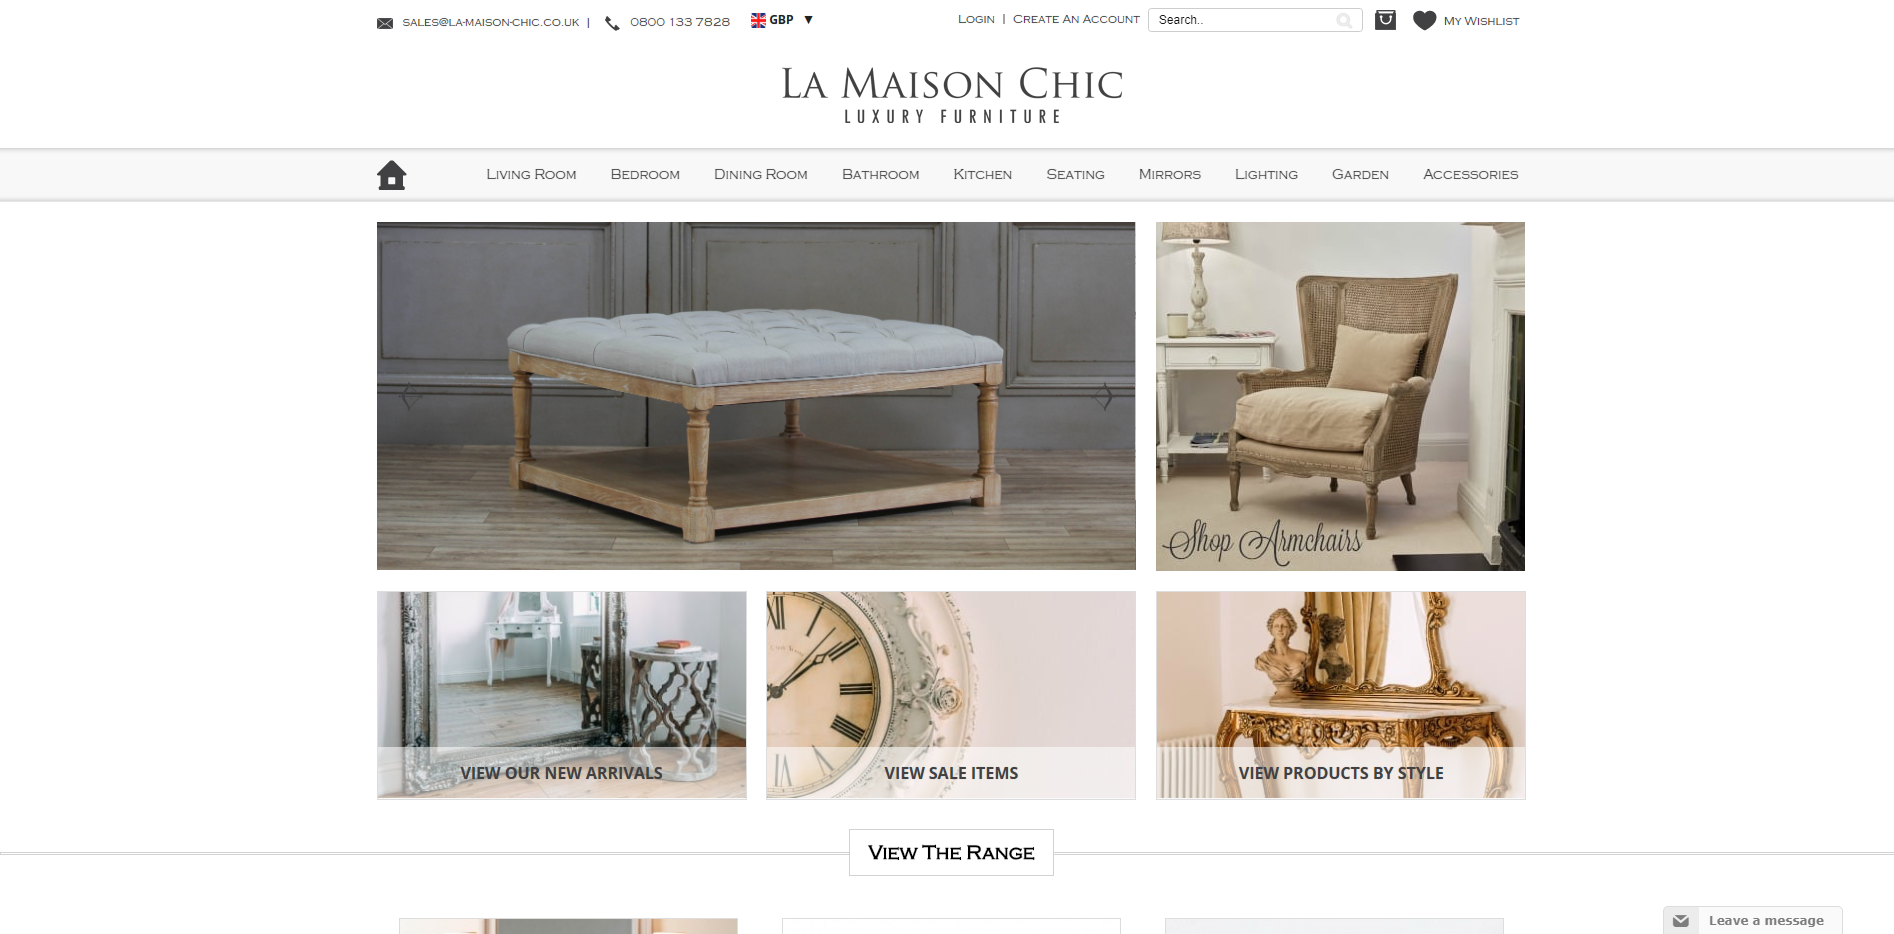 SALES@LA-MAISON-CHIC.CO.UK |
0800 133 7828
GBP ▼
LOGIN | CREATE AN ACCOUNT
Search..
MY WISHLIST
LA MAISON CHIC
LUXURY FURNITURE
LIVING ROOM
BEDROOM
DINING ROOM
BATHROOM
KITCHEN
SEATING
MIRRORS
LIGHTING
GARDEN
ACCESSORIES
Shop Armchairs
VIEW OUR NEW ARRIVALS
VIEW SALE ITEMS
VIEW PRODUCTS BY STYLE
VIEW THE RANGE
Leave a message